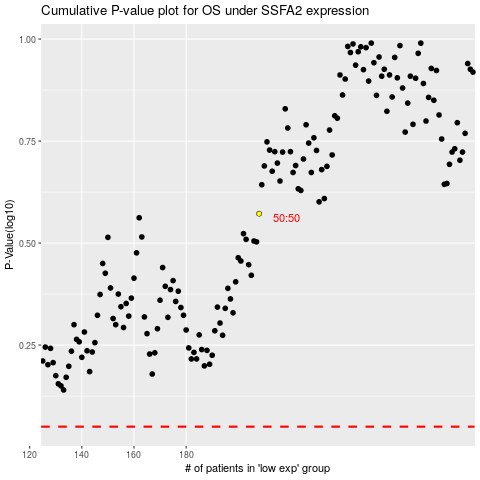 Cumulative P-value plot for OS under SSFA2 expression
P-Value(log10)
1.00
0.75
0.50
0.25
50:50
120 140 160 180
# of patients in 'low exp' group